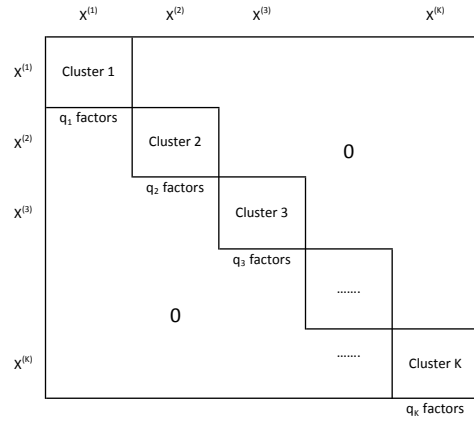 X(1) X(2) X(3) X(K)
X(1) Cluster 1
q1 factors
X(2) Cluster 2
0
q2 factors
X(3) Cluster 3
q3 factors
.......
0
.......
X(K) Cluster K
qK factors